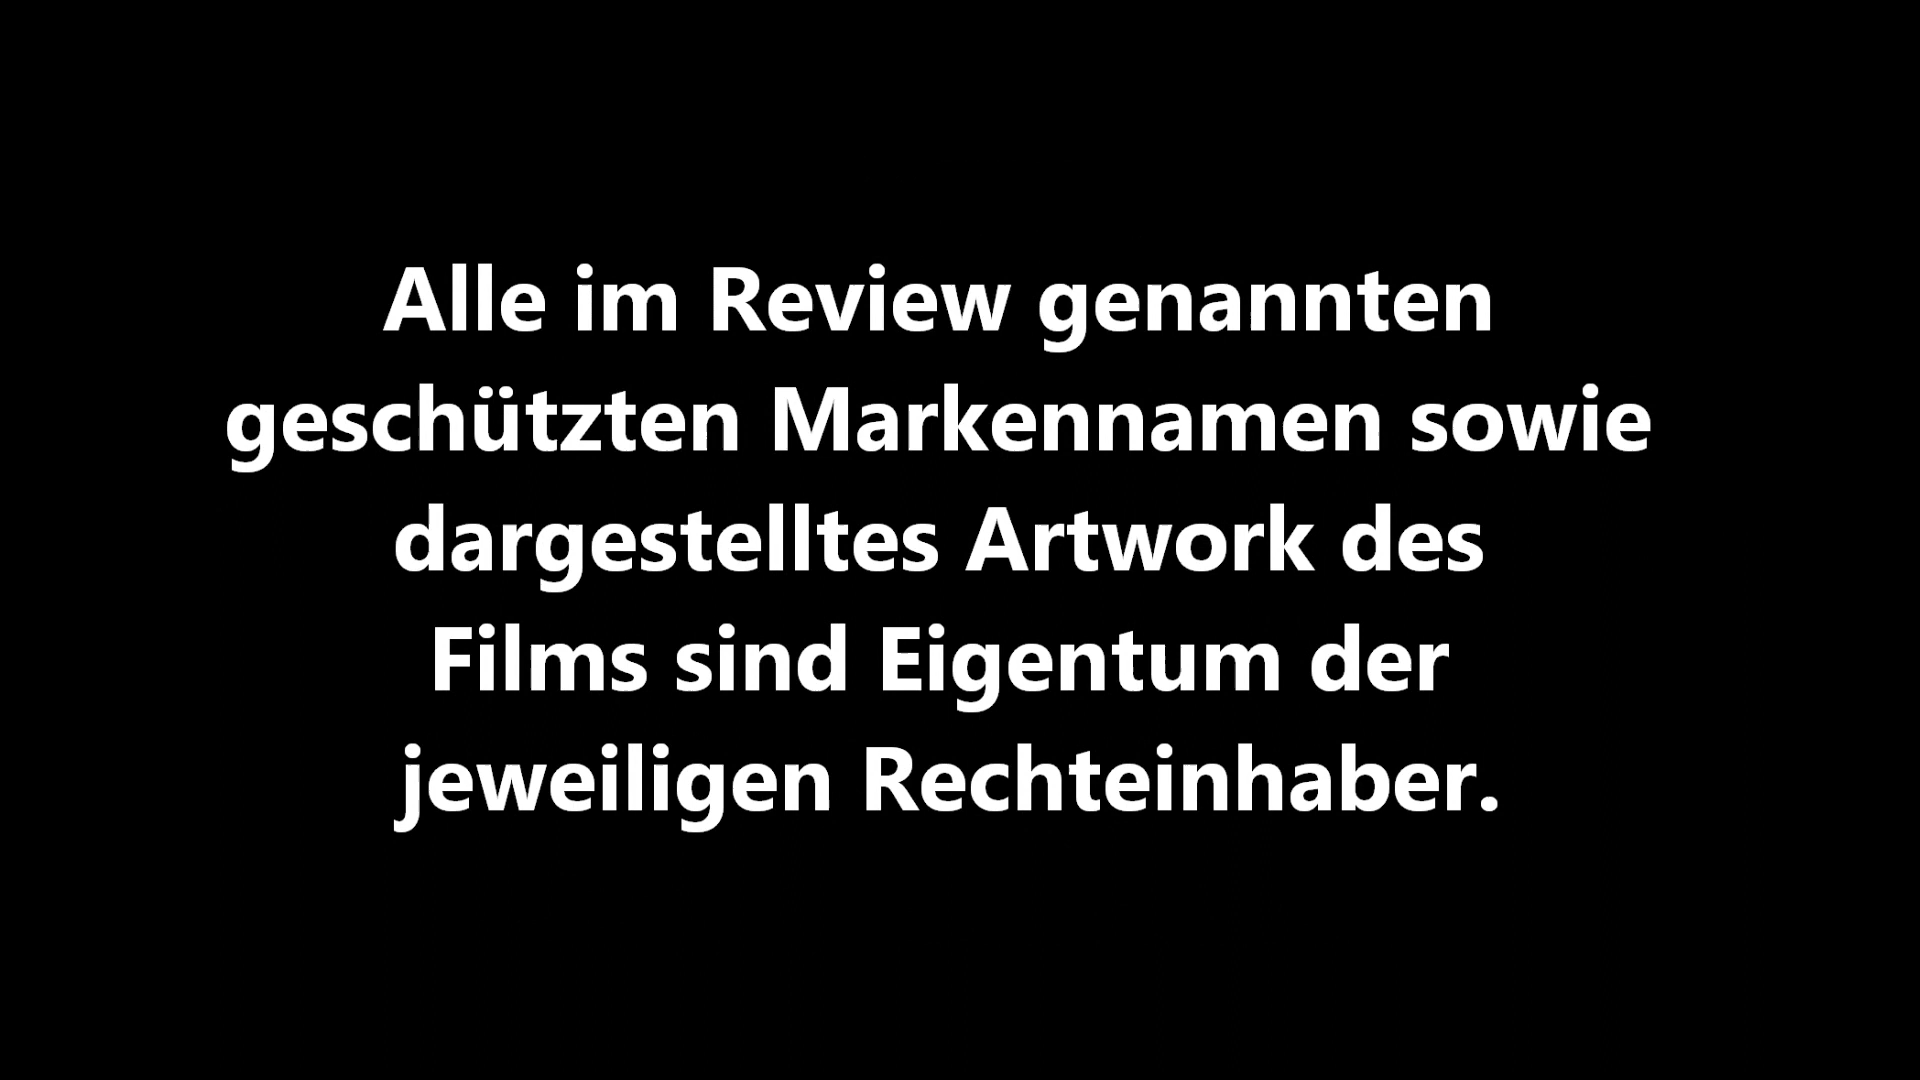 Alle im Review genannten
geschützten Markennamen sowie
dargestelltes Artwork des
Films sind Eigentum der
jeweiligen Rechteinhaber.